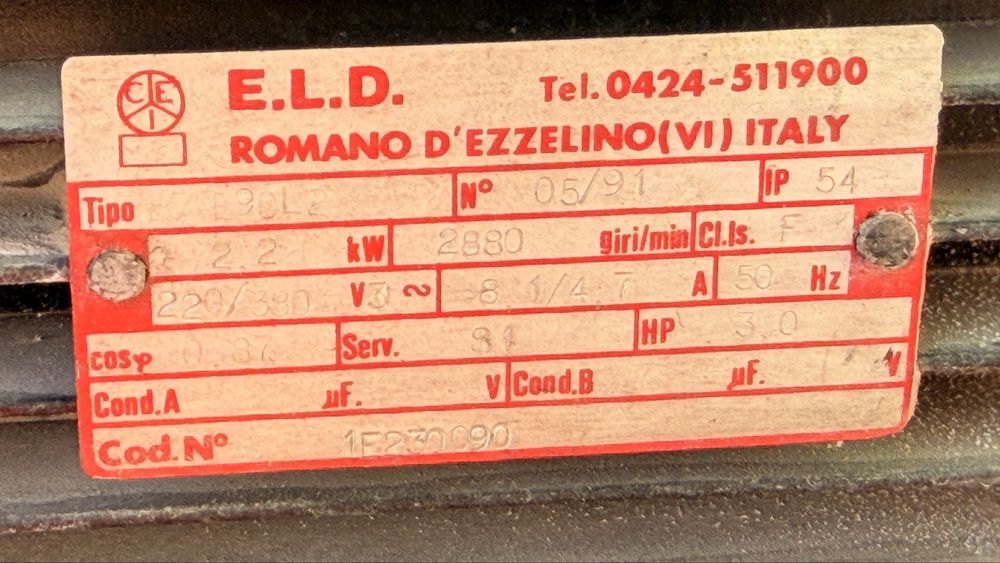 CEI E.L.D. Tel.0424-511900
ROMANO D'EZZELINO(VI) ITALY
Tipo E90L2 N° 05/91 IP 54
2.2 kW 2880 giri/min Cl.Is. F
220/380 V3∾ 8.1/4.7 A 50 Hz
cosφ 0.87 Serv. S1 HP 3.0
Cond.A µF. V Cond.B µF. V
Cod.N° 1E230090